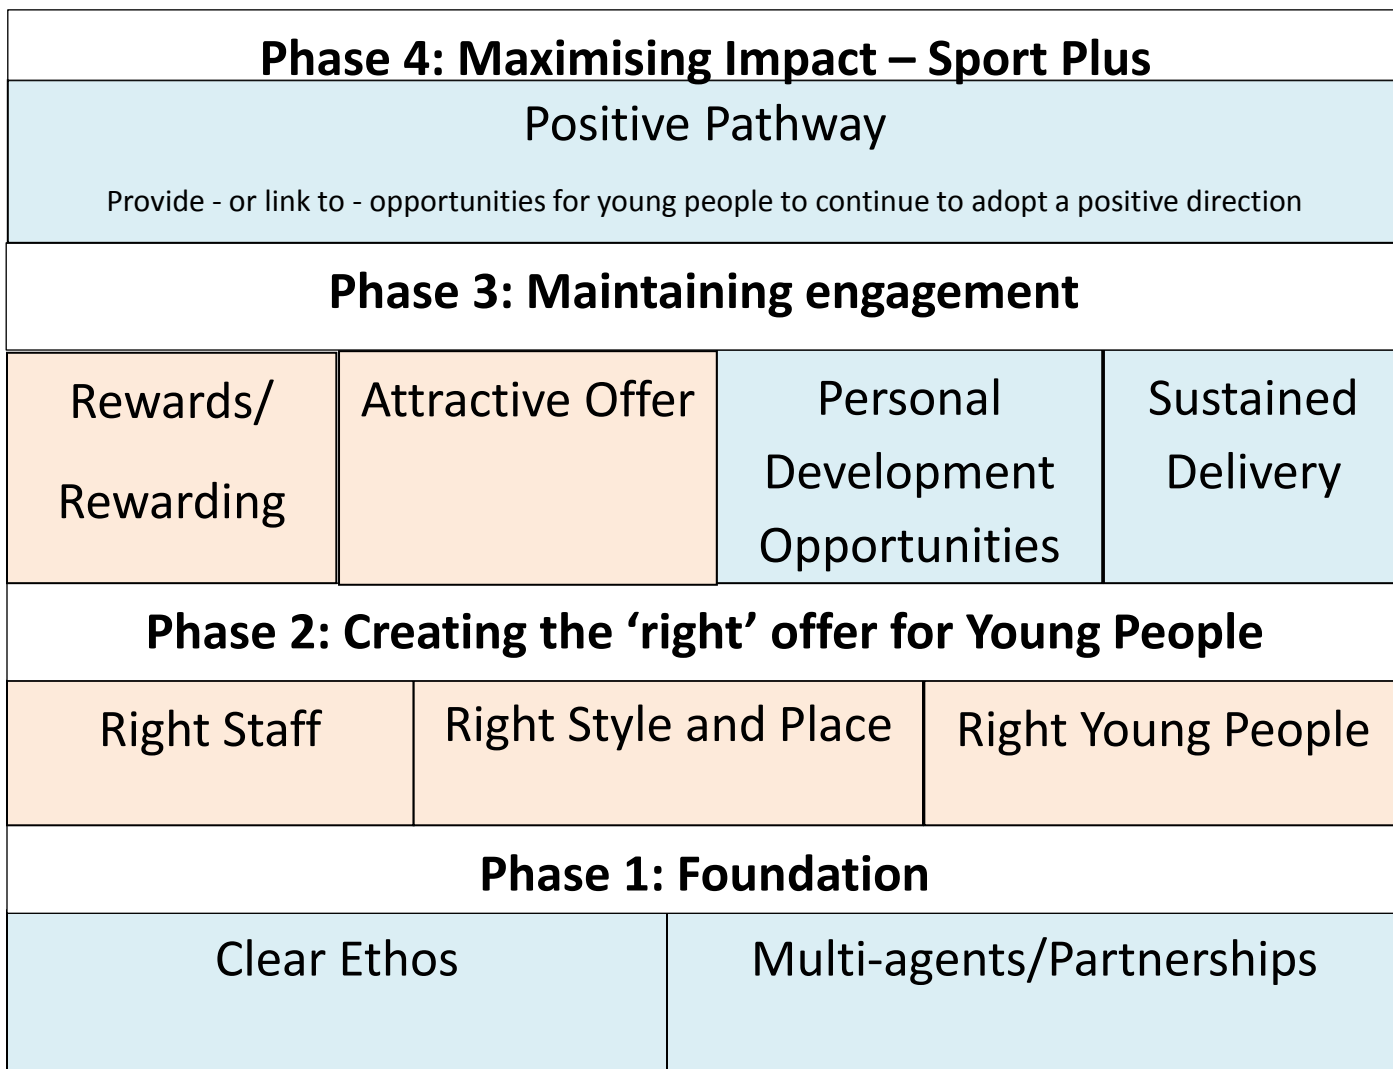 Phase 4: Maximising Impact – Sport Plus
Positive Pathway
Provide - or link to - opportunities for young people to continue to adopt a positive direction
Phase 3: Maintaining engagement
Rewards/
Rewarding
Attractive Offer
Personal
Development
Opportunities
Sustained
Delivery
Phase 2: Creating the ‘right’ offer for Young People
Right Staff
Right Style and Place
Right Young People
Phase 1: Foundation
Clear Ethos
Multi-agents/Partnerships